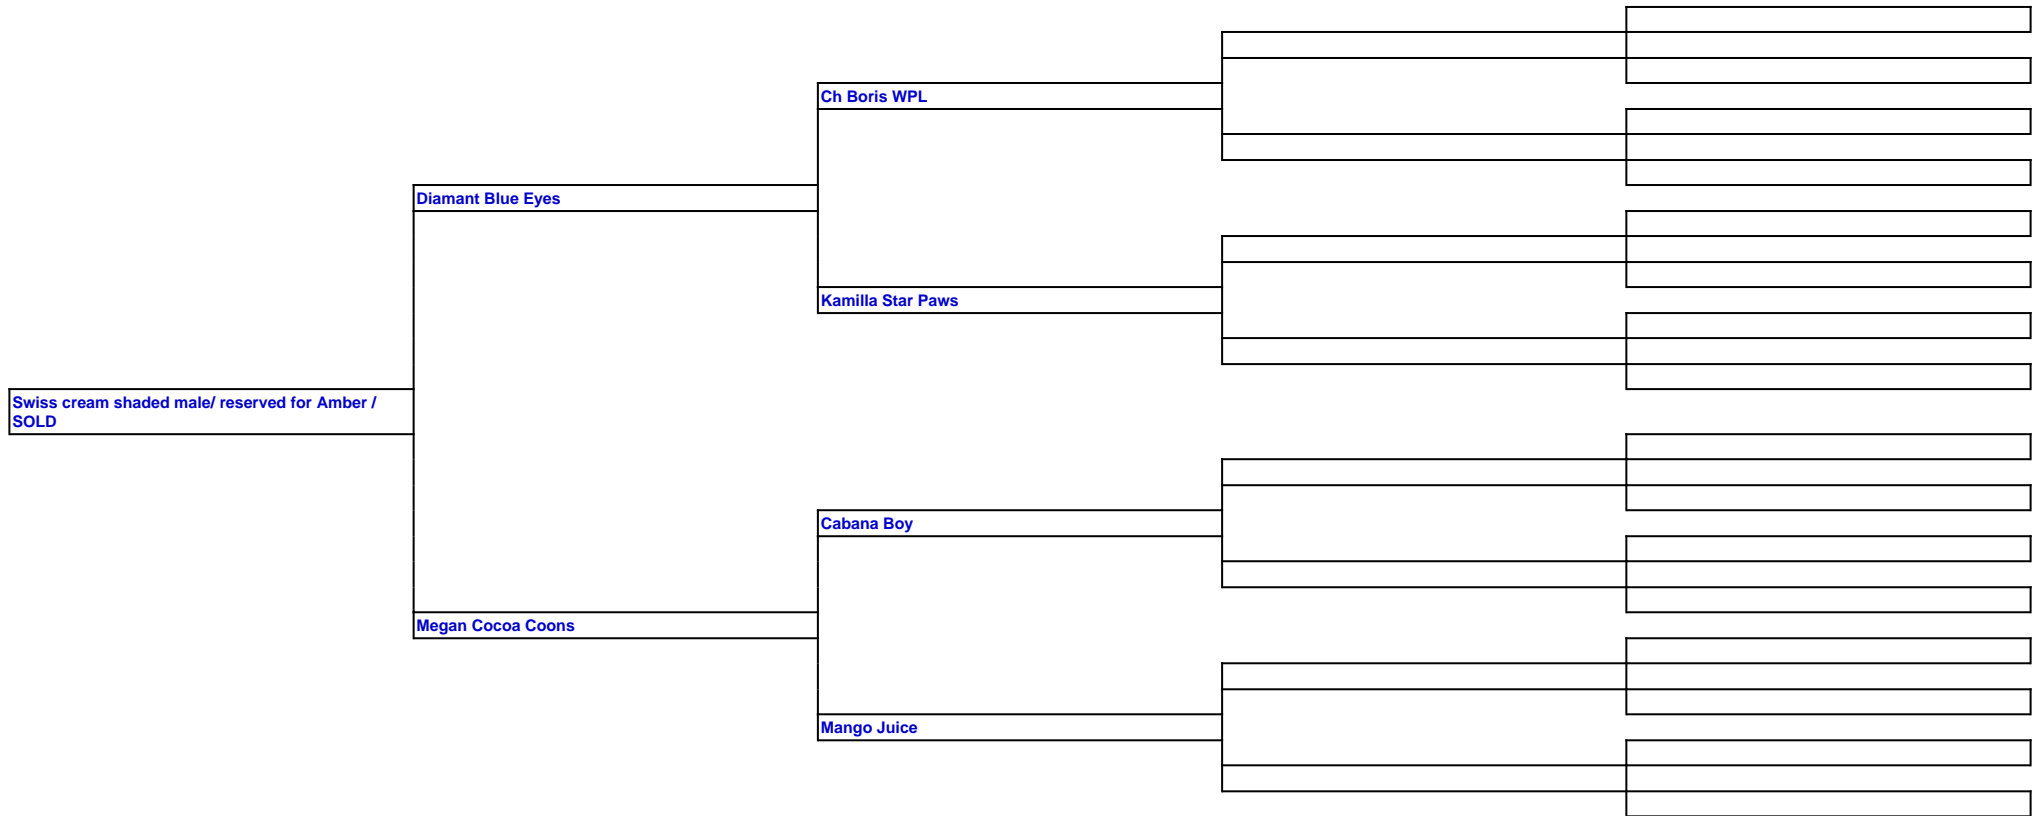 Ch Boris WPL
Diamant Blue Eyes
Kamilla Star Paws
Swiss cream shaded male/ reserved for Amber /
SOLD
Cabana Boy
Megan Cocoa Coons
Mango Juice